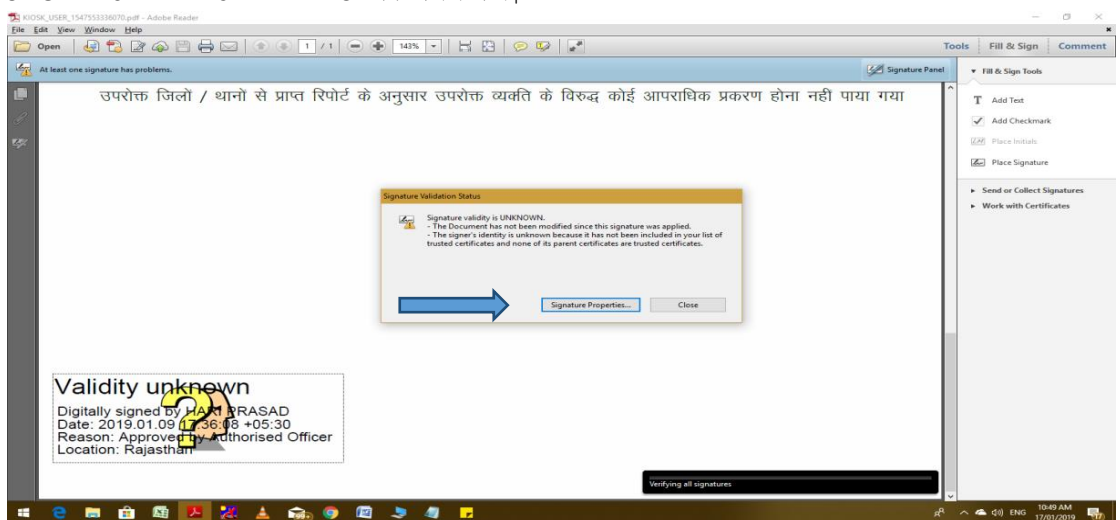 KIOSK_USER_1547553336070.pdf - Adobe Reader
File Edit View Window Help
Open 1 / 1 143% Tools Fill & Sign Comment
At least one signature has problems. Signature Panel
Fill & Sign Tools
उपरोक्त जिलों / थानों से प्राप्त रिपोर्ट के अनुसार उपरोक्त व्यक्ति के विरुद्ध कोई आपराधिक प्रकरण होना नहीं पाया गया
T Add Text
Add Checkmark
Place Initials
Place Signature
Send or Collect Signatures
Work with Certificates
Signature Validation Status
Signature validity is UNKNOWN.
- The Document has not been modified since this signature was applied.
- The signer's identity is unknown because it has not been included in your list of
trusted certificates and none of its parent certificates are trusted certificates.
Signature Properties... Close
Validity unknown
Digitally signed by HARI PRASAD
Date: 2019.01.09 17:36:08 +05:30
Reason: Approved by Authorised Officer
Location: Rajasthan
Verifying all signatures
ENG 10:49 AM
17/01/2019